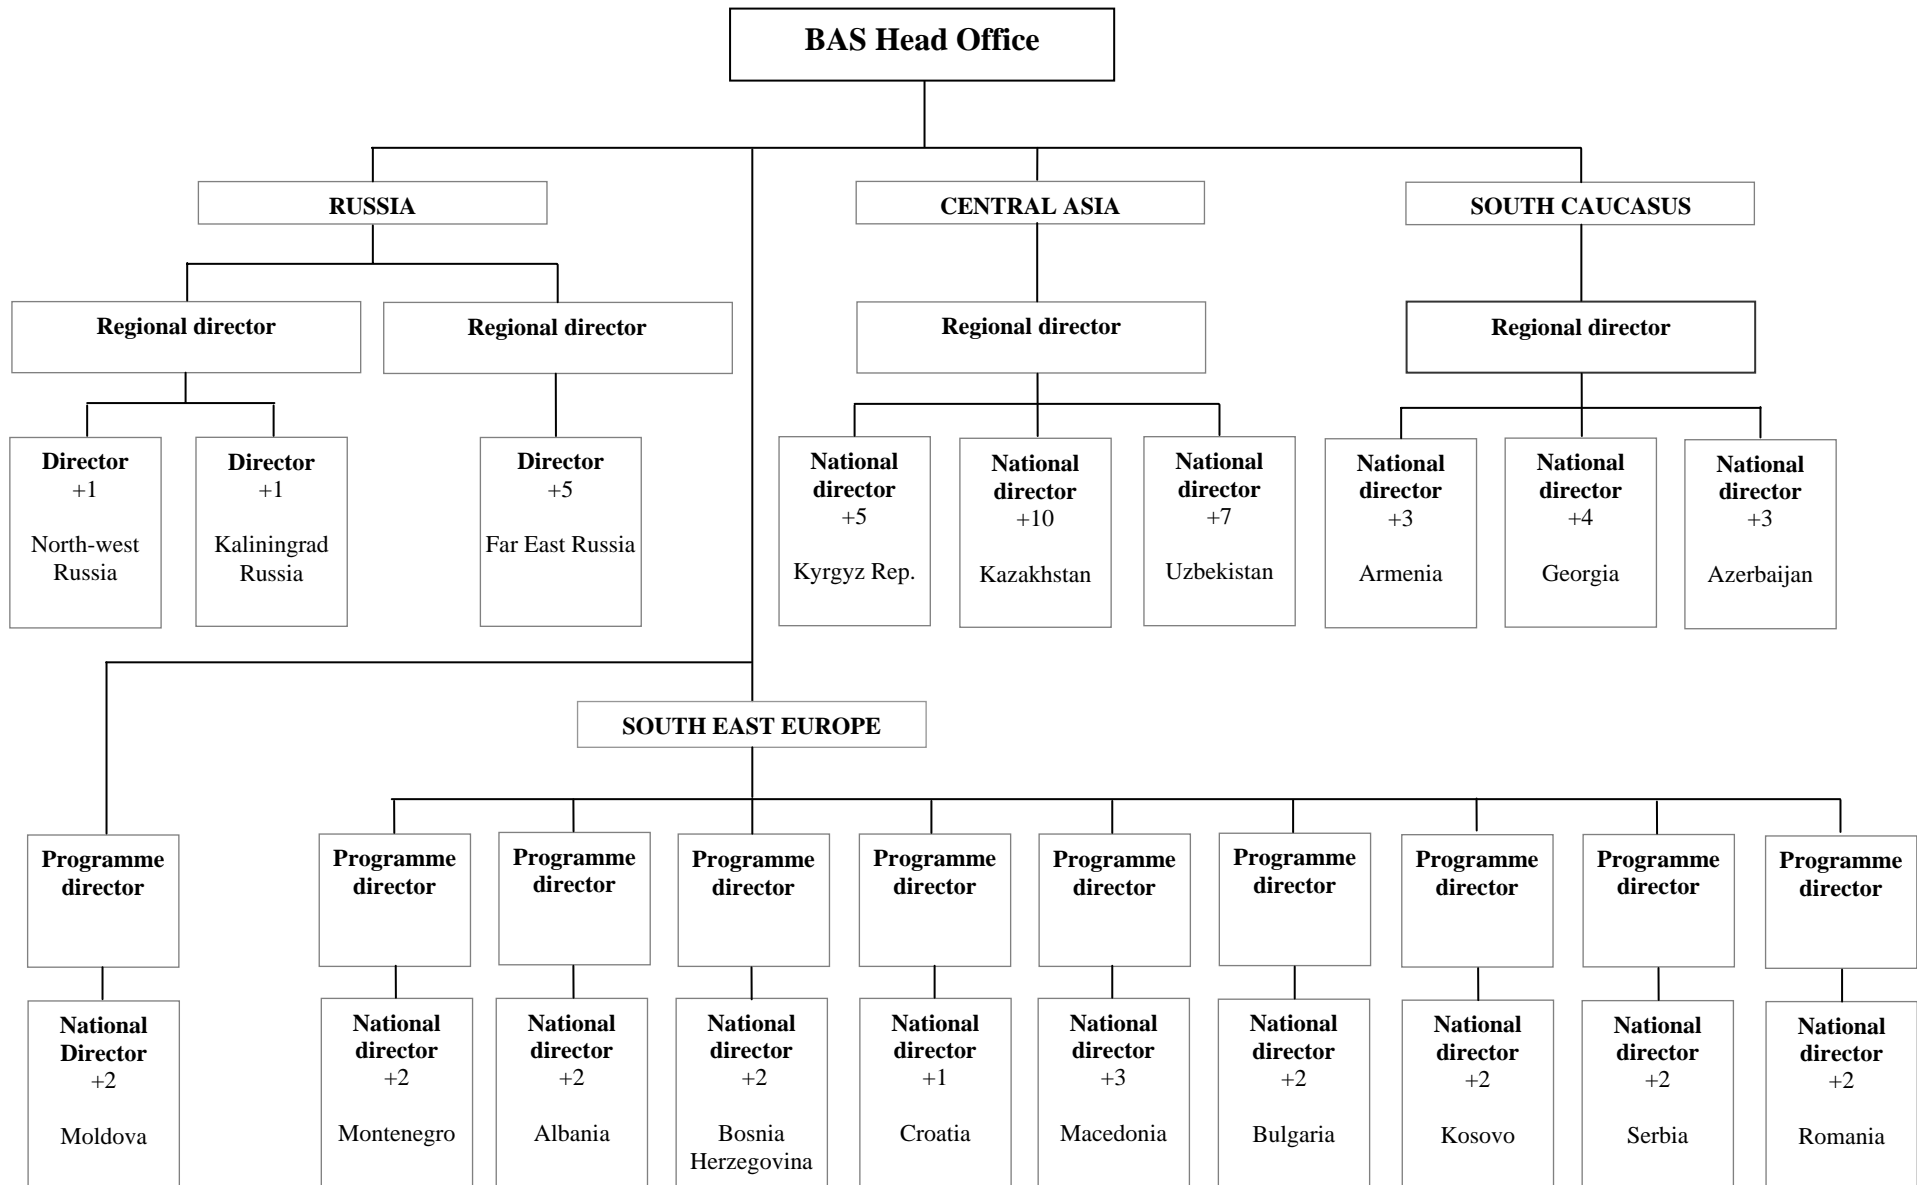 BAS Head Office
RUSSIA
CENTRAL ASIA
SOUTH CAUCASUS
Regional director
Regional director
Regional director
Regional director
Director
+1
North-west
Russia
Director
+1
Kaliningrad
Russia
Director
+5
Far East Russia
National
director
+5
Kyrgyz Rep.
National
director
+10
Kazakhstan
National
director
+7
Uzbekistan
National
director
+3
Armenia
National
director
+4
Georgia
National
director
+3
Azerbaijan
SOUTH EAST EUROPE
Programme
director
Programme
director
Programme
director
Programme
director
Programme
director
Programme
director
Programme
director
Programme
director
Programme
director
Programme
director
National
Director
+2
Moldova
National
director
+2
Montenegro
National
director
+2
Albania
National
director
+2
Bosnia
Herzegovina
National
director
+1
Croatia
National
director
+3
Macedonia
National
director
+2
Bulgaria
National
director
+2
Kosovo
National
director
+2
Serbia
National
director
+2
Romania